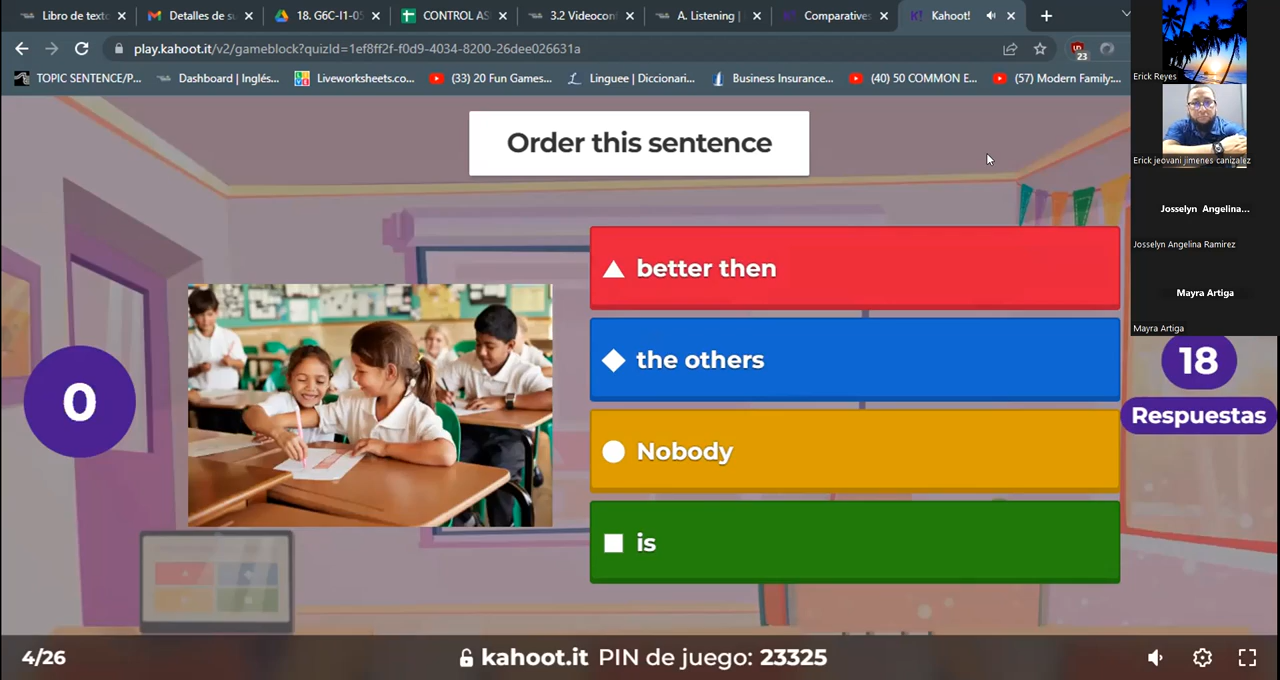 Libro de texto
Detalles de su
18. G6C-I1-05
CONTROL AS
3.2 Videocon
A. Listening |
Comparatives
Kahoot!
play.kahoot.it/v2/gameblock?quizId=1ef8ff2f-f0d9-4034-8200-26dee026631a
23
TOPIC SENTENCE/P...
Dashboard | Inglés...
Liveworksheets.co...
(33) 20 Fun Games...
Linguee | Diccionari...
Business Insurance...
(40) 50 COMMON E...
(57) Modern Family:...
Erick Reyes
Erick jeovani jimenes canizalez
Josselyn Angelina...
Josselyn Angelina Ramirez
Mayra Artiga
Mayra Artiga
Order this sentence
better then
the others
Nobody
is
0
18
Respuestas
4/26
kahoot.it PIN de juego: 23325